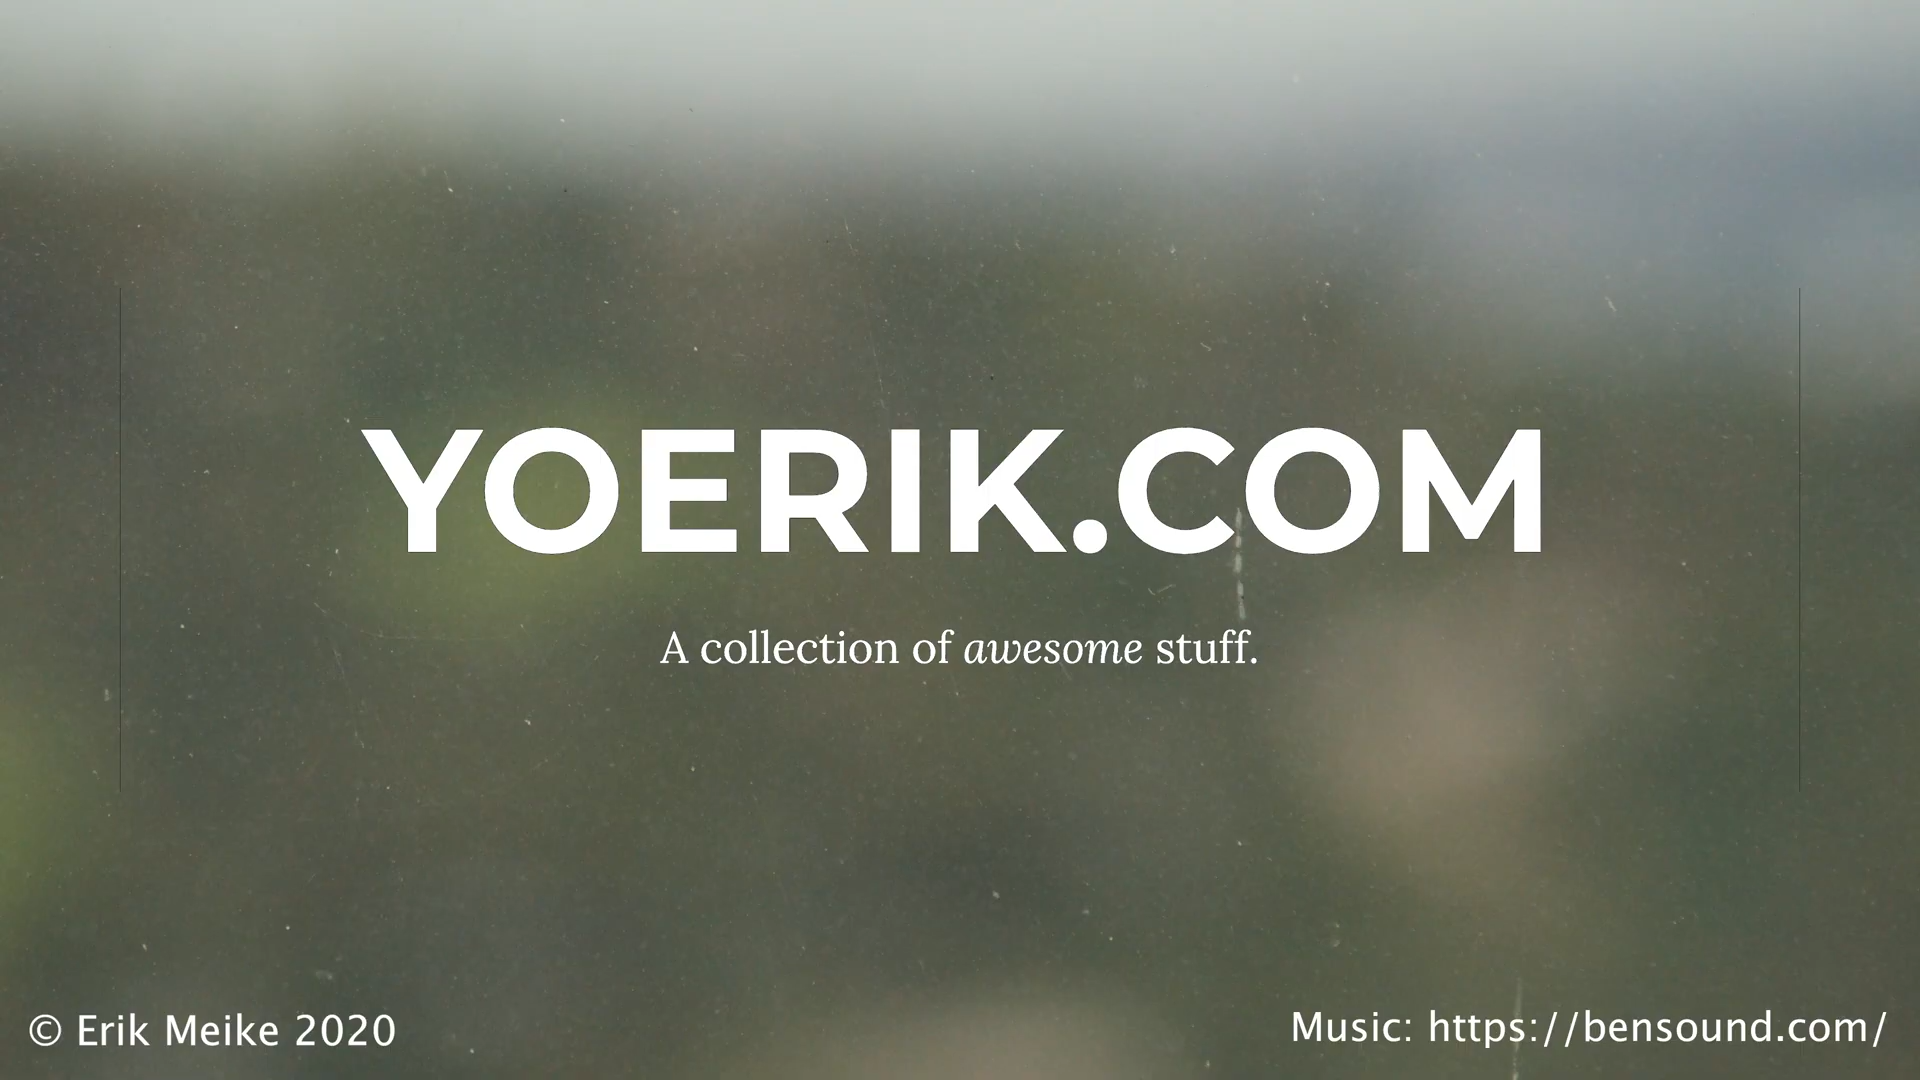 YOERIK.COM
A collection of awesome stuff.
© Erik Meike 2020
Music: https://bensound.com/